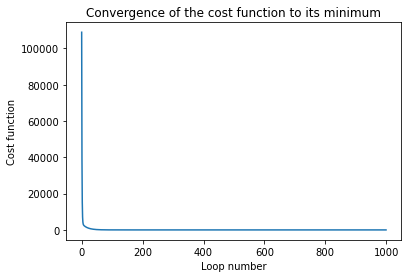 Convergence of the cost function to its minimum
100000
80000
60000
40000
20000
0
Cost function
0 200 400 600 800 1000
Loop number